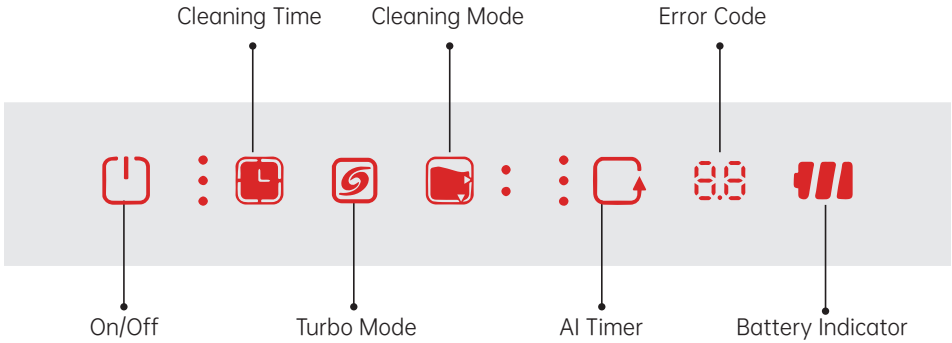 Cleaning Time
Cleaning Mode
Error Code
8.8
On/Off
Turbo Mode
AI Timer
Battery Indicator